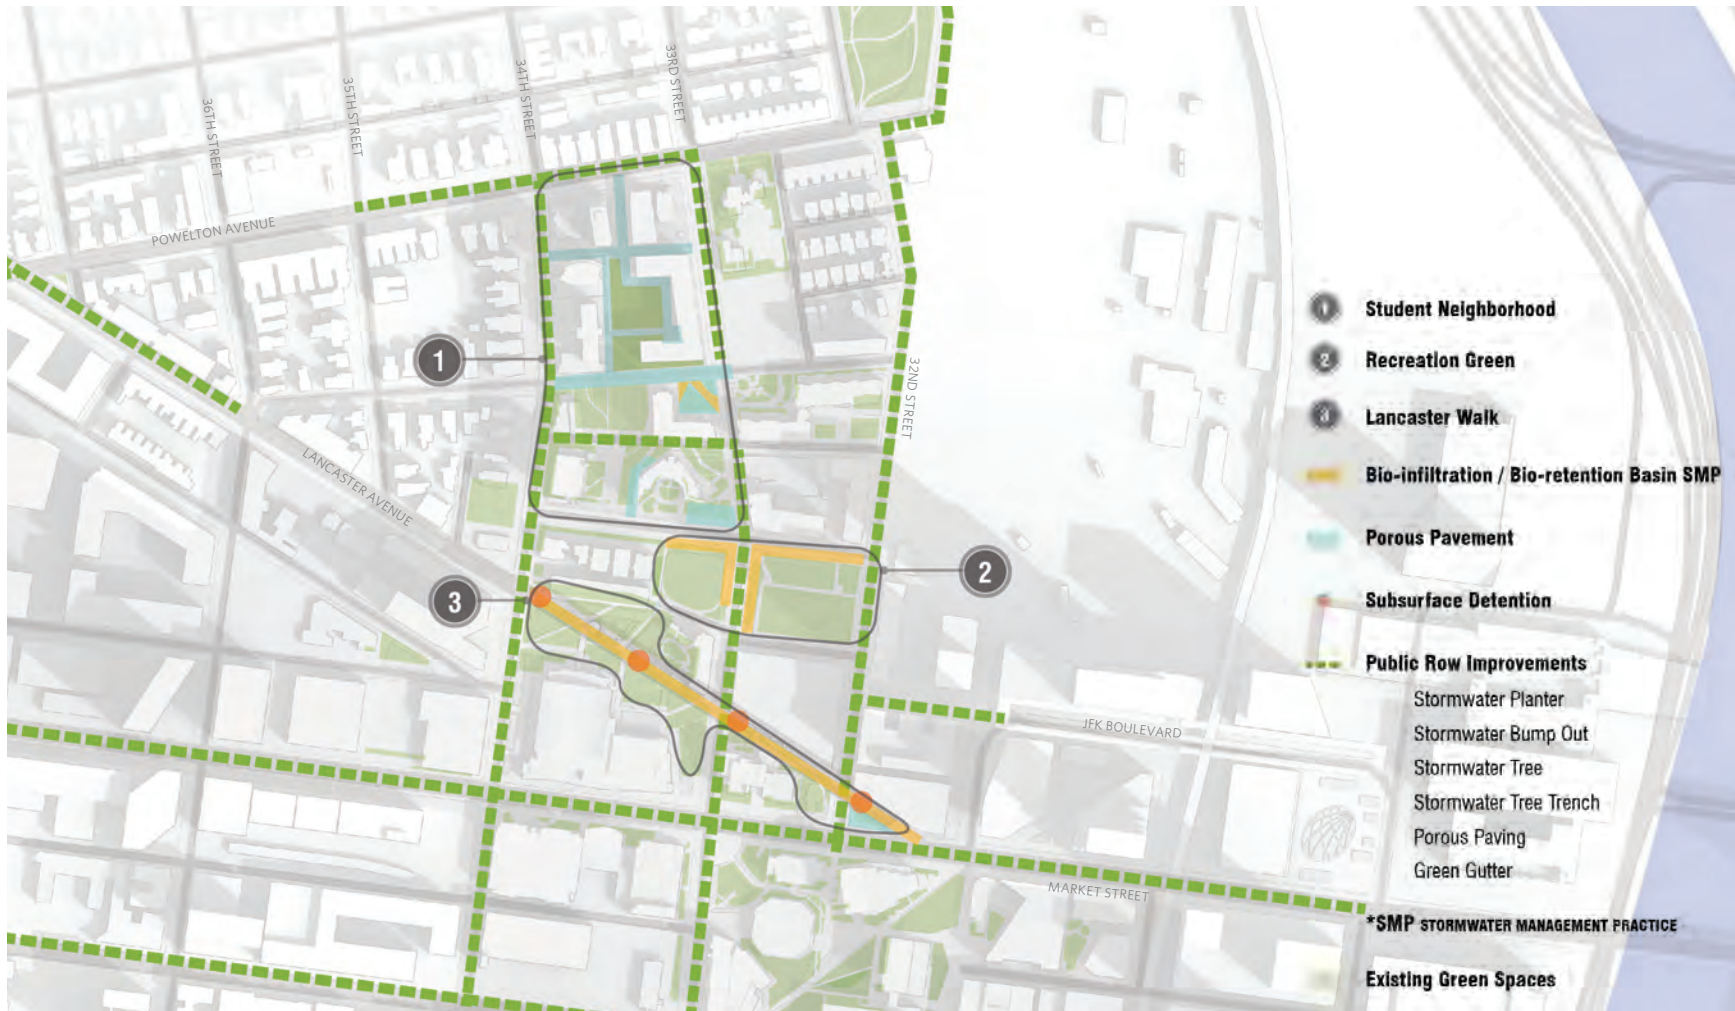 33RD STREET
34TH STREET
35TH STREET
36TH STREET
POWELTON AVENUE
1
32ND STREET
LANCASTER AVENUE
2
3
JFK BOULEVARD
MARKET STREET
1 Student Neighborhood
2 Recreation Green
3 Lancaster Walk
Bio-infiltration / Bio-retention Basin SMP
Porous Pavement
Subsurface Detention
Public Row Improvements
Stormwater Planter
Stormwater Bump Out
Stormwater Tree
Stormwater Tree Trench
Porous Paving
Green Gutter
*SMP STORMWATER MANAGEMENT PRACTICE
Existing Green Spaces